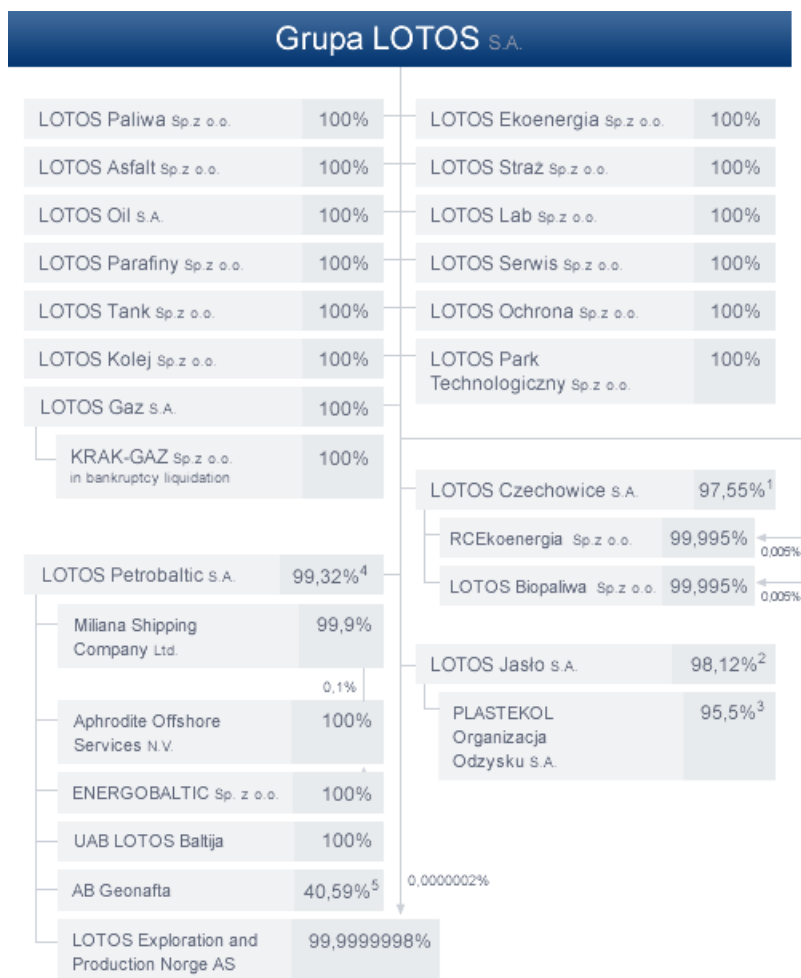 Grupa LOTOS S.A.
LOTOS Paliwa Sp.z o.o. 100%
LOTOS Asfalt Sp.z o.o. 100%
LOTOS Oil S.A. 100%
LOTOS Parafiny Sp.z o.o. 100%
LOTOS Tank Sp.z o.o. 100%
LOTOS Kolej Sp.z o.o. 100%
LOTOS Gaz S.A. 100%
KRAK-GAZ Sp.z o.o. 100%
in bankruptcy liquidation
LOTOS Petrobaltic S.A. 99,32%4
Miliana Shipping 99,9%
Company Ltd.
0,1%
Aphrodite Offshore 100%
Services N.V.
ENERGOBALTIC Sp. z o.o. 100%
UAB LOTOS Baltija 100%
AB Geonafta 40,59%5
LOTOS Exploration and 99,9999998%
Production Norge AS
0,0000002%
LOTOS Ekoenergia Sp.z o.o. 100%
LOTOS Straż Sp.z o.o. 100%
LOTOS Lab Sp.z o.o. 100%
LOTOS Serwis Sp.z o.o. 100%
LOTOS Ochrona Sp.z o.o. 100%
LOTOS Park 100%
Technologiczny Sp.z o.o.
LOTOS Czechowice S.A. 97,55%1
RCEkoenergia Sp.z o.o. 99,995%
0,005%
LOTOS Biopaliwa Sp.z o.o. 99,995%
0,005%
LOTOS Jasło S.A. 98,12%2
PLASTEKOL 95,5%3
Organizacja
Odzysku S.A.